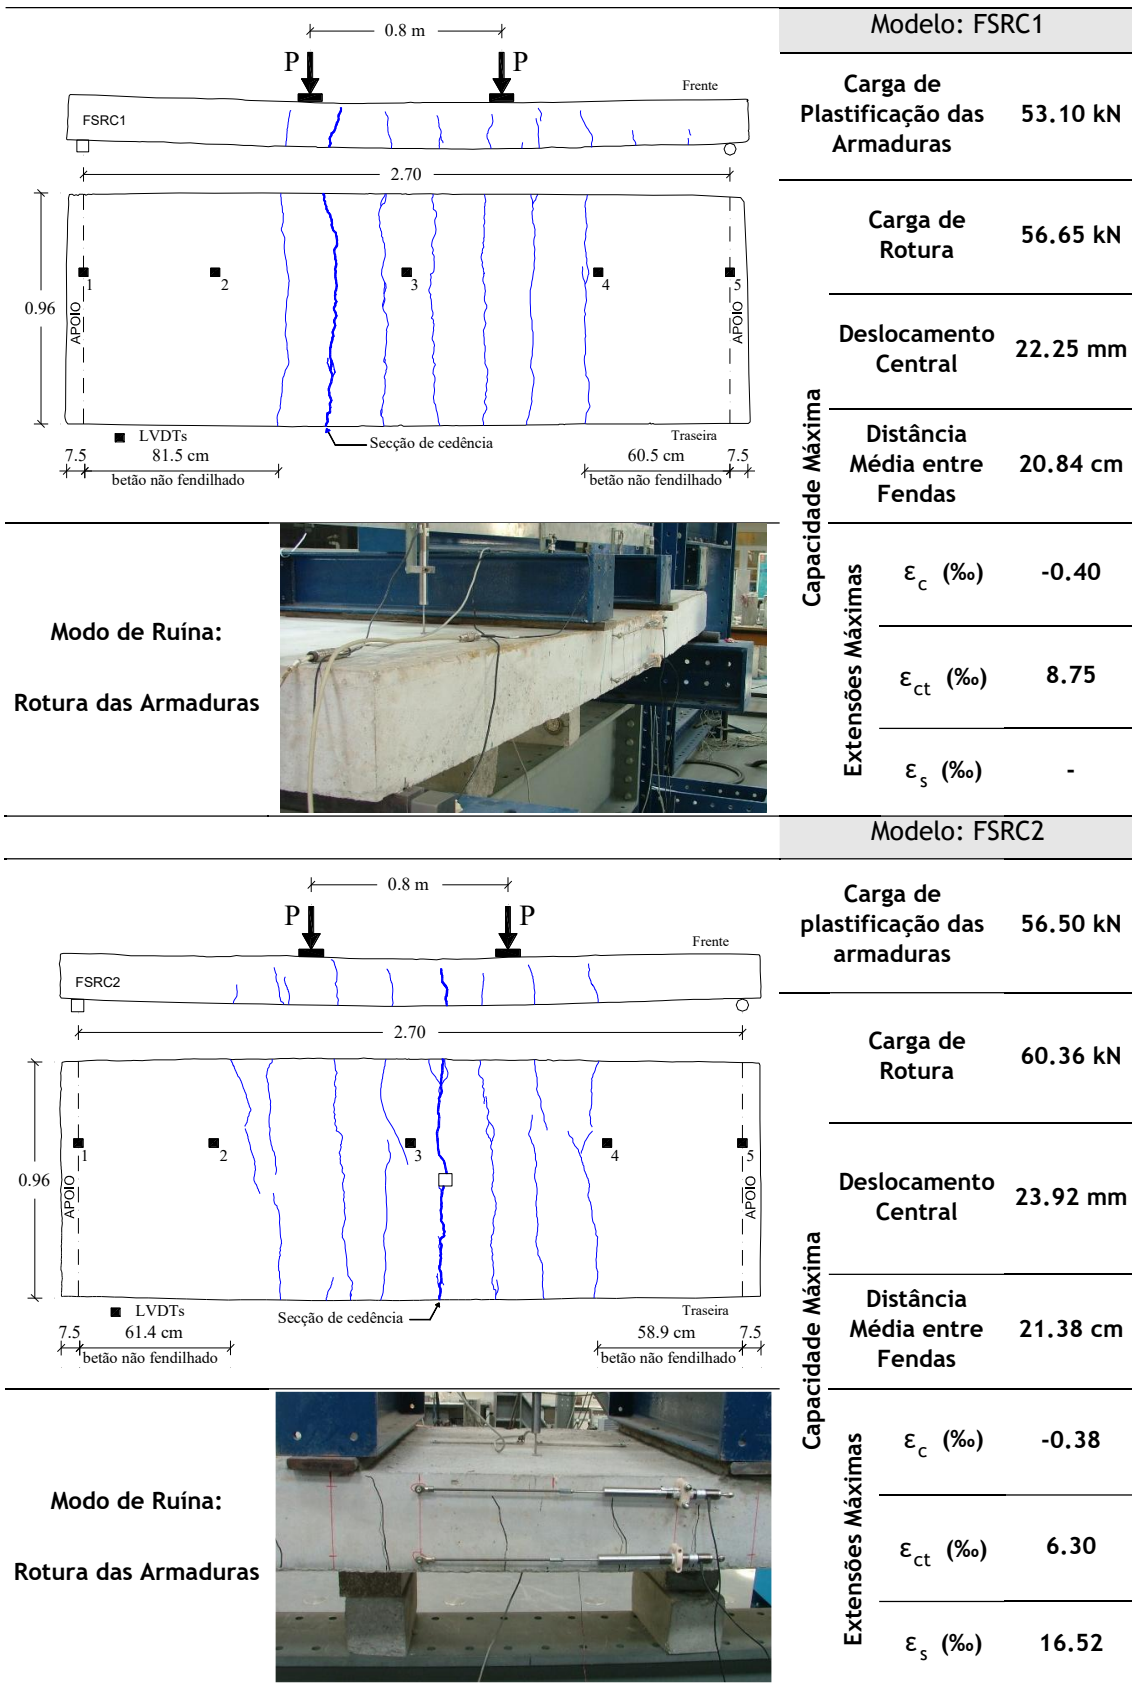 Modelo: FSRC1
0.8 m
P
P
Frente
FSRC1
2.70
0.96
APOIO
1
2
3
4
5
APOIO
LVDTs
Secção de cedência
Traseira
7.5
81.5 cm
60.5 cm
7.5
betão não fendilhado
betão não fendilhado
Carga de
Plastificação das
Armaduras
53.10 kN
Capacidade Máxima
Carga de
Rotura
56.65 kN
Deslocamento
Central
22.25 mm
Distância
Média entre
Fendas
20.84 cm
Extensões Máximas
εc (‰)
-0.40
εct (‰)
8.75
εs (‰)
-
Modo de Ruína:
Rotura das Armaduras
Modelo: FSRC2
0.8 m
P
P
Frente
FSRC2
2.70
0.96
APOIO
1
2
3
4
5
APOIO
LVDTs
Secção de cedência
Traseira
7.5
61.4 cm
58.9 cm
7.5
betão não fendilhado
betão não fendilhado
Carga de
plastificação das
armaduras
56.50 kN
Capacidade Máxima
Carga de
Rotura
60.36 kN
Deslocamento
Central
23.92 mm
Distância
Média entre
Fendas
21.38 cm
Extensões Máximas
εc (‰)
-0.38
εct (‰)
6.30
εs (‰)
16.52
Modo de Ruína:
Rotura das Armaduras